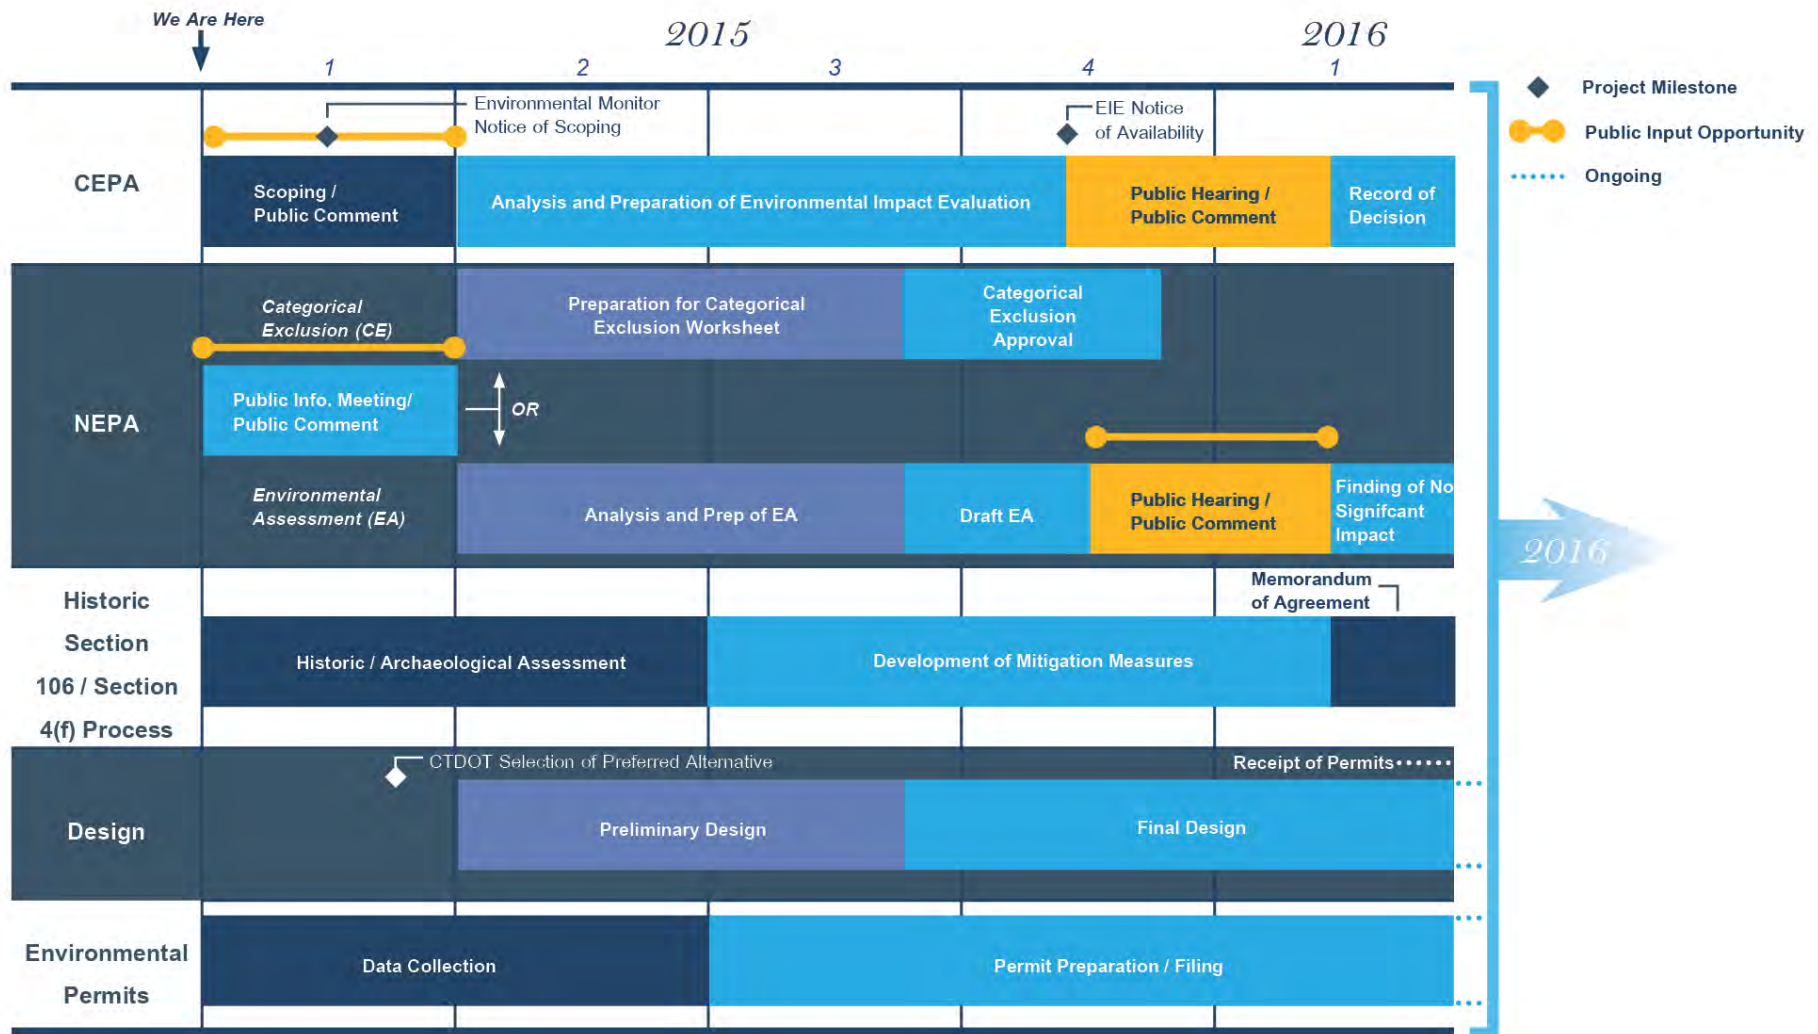 We Are Here
2015
2016
1
2
3
4
1
Project Milestone
Public Input Opportunity
Ongoing
CEPA
Environmental Monitor
Notice of Scoping
EIE Notice
of Availability
Scoping /
Public Comment
Analysis and Preparation of Environmental Impact Evaluation
Public Hearing /
Public Comment
Record of
Decision
NEPA
Categorical
Exclusion (CE)
Preparation for Categorical
Exclusion Worksheet
Categorical
Exclusion
Approval
Public Info. Meeting/
Public Comment
OR
Environmental
Assessment (EA)
Analysis and Prep of EA
Draft EA
Public Hearing /
Public Comment
Finding of No
Signifcant
Impact
2016
Historic
Section
106 / Section
4(f) Process
Memorandum
of Agreement
Historic / Archaeological Assessment
Development of Mitigation Measures
Design
CTDOT Selection of Preferred Alternative
Receipt of Permits
Preliminary Design
Final Design
Environmental
Permits
Data Collection
Permit Preparation / Filing